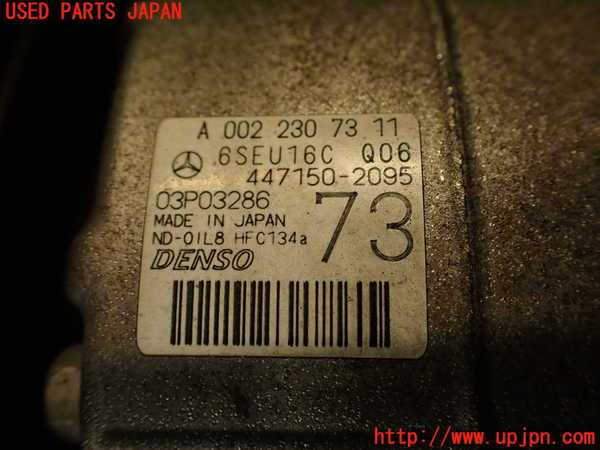 USED PARTS JAPAN
A 002 230 73 11
6SEU16C Q06
447150-2095
03P03286
MADE IN JAPAN
73
ND-OIL8 HFC134a
DENSO
http://www.upjpn.com/